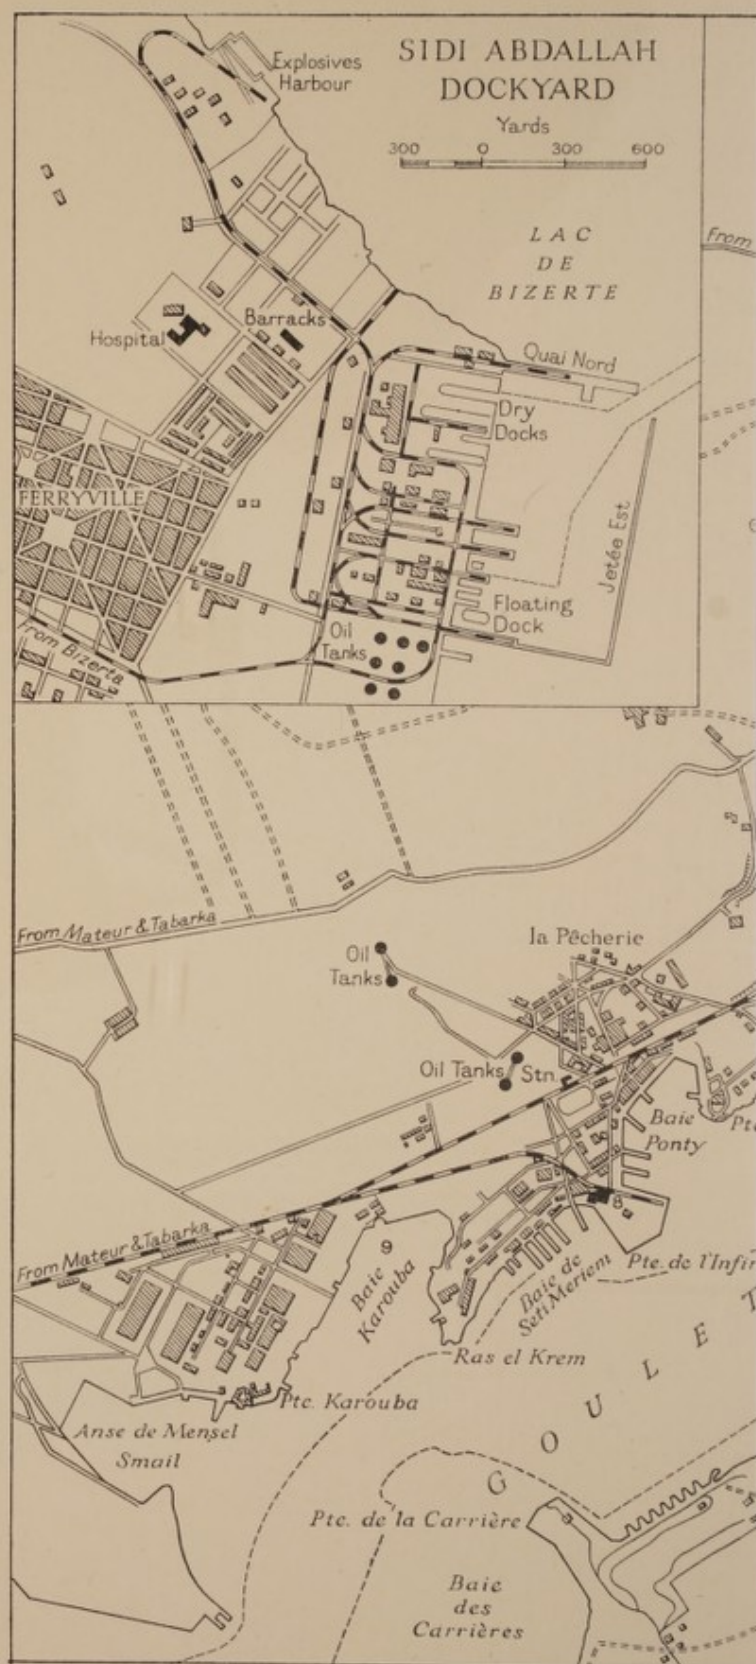 SIDI ABDALLAH
DOCKYARD
Yards
300 0 300 600
Explosives
Harbour
LAC
DE
BIZERTE
From
Hospital
Barracks
Quai Nord
Dry
Docks
FERRYVILLE
Jetée Est
Floating
Dock
Oil
Tanks
From Bizerta
From Mateur & Tabarka
la Pêcherie
Oil
Tanks
Oil Tanks
Stn.
Baie
Ponty
8
From Mateur & Tabarka
9
Baie
Karouba
Baie de
Seti Meriem
Pte. de l'Infir
Ras el Krem
Pte. Karouba
Anse de Mensel
Smail
GOULET
Pte. de la Carrière
Baie
des
Carrières